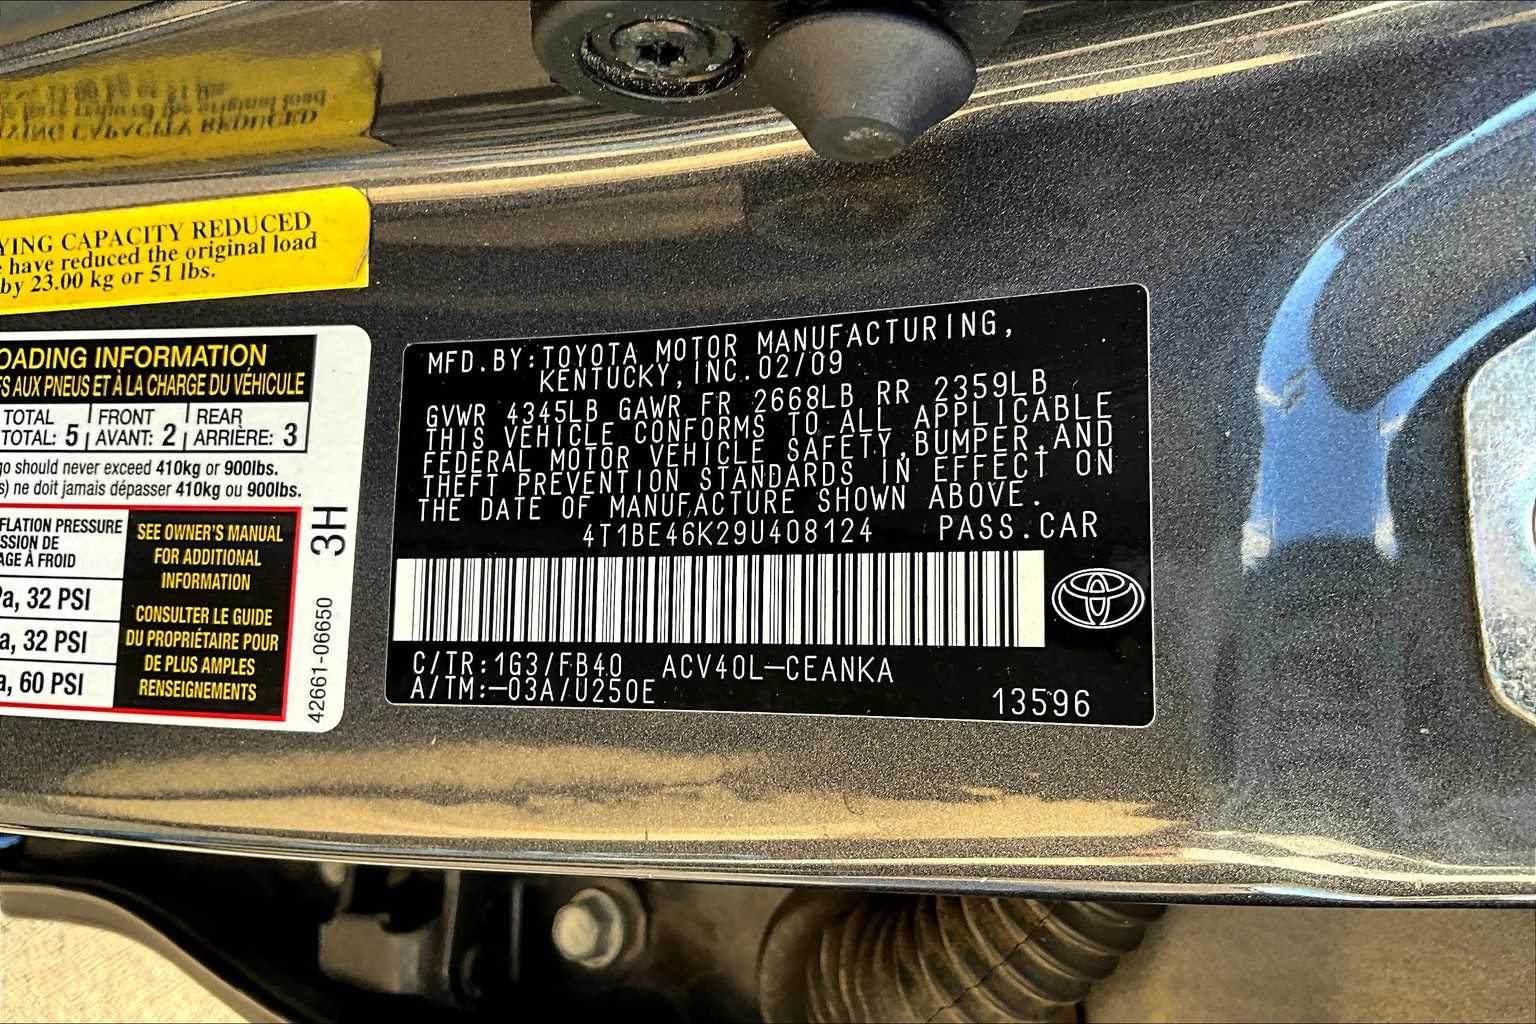 YING CAPACITY REDUCED
have reduced the original load
by 23.00 kg or 51 lbs.
OADING INFORMATION
S AUX PNEUS ET À LA CHARGE DU VÉHICULE
TOTAL FRONT REAR
TOTAL: 5 AVANT: 2 ARRIÈRE: 3
go should never exceed 410kg or 900lbs.
s) ne doit jamais dépasser 410kg ou 900lbs.
FLATION PRESSURE
SSION DE
AGE À FROID
Pa, 32 PSI
a, 32 PSI
a, 60 PSI
SEE OWNER'S MANUAL
FOR ADDITIONAL
INFORMATION
CONSULTER LE GUIDE
DU PROPRIÉTAIRE POUR
DE PLUS AMPLES
RENSEIGNEMENTS
3H
42661-06650
MFD.BY:TOYOTA MOTOR MANUFACTURING,
KENTUCKY,INC.02/09
GVWR 4345LB GAWR FR 2668LB RR 2359LB
THIS VEHICLE CONFORMS TO ALL APPLICABLE
FEDERAL MOTOR VEHICLE SAFETY,BUMPER,AND
THEFT PREVENTION STANDARDS IN EFFECT ON
THE DATE OF MANUFACTURE SHOWN ABOVE.
4T1BE46K29U408124 PASS.CAR
C/TR:1G3/FB40 ACV40L-CEANKA
A/TM:-03A/U250E
13596